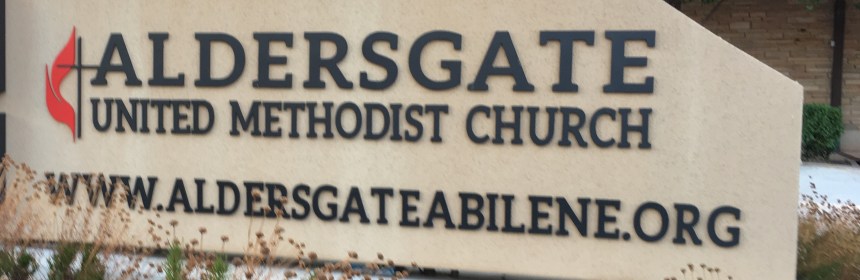 ALDERSGATE
UNITED METHODIST CHURCH
WWW.ALDERSGATEABILENE.ORG